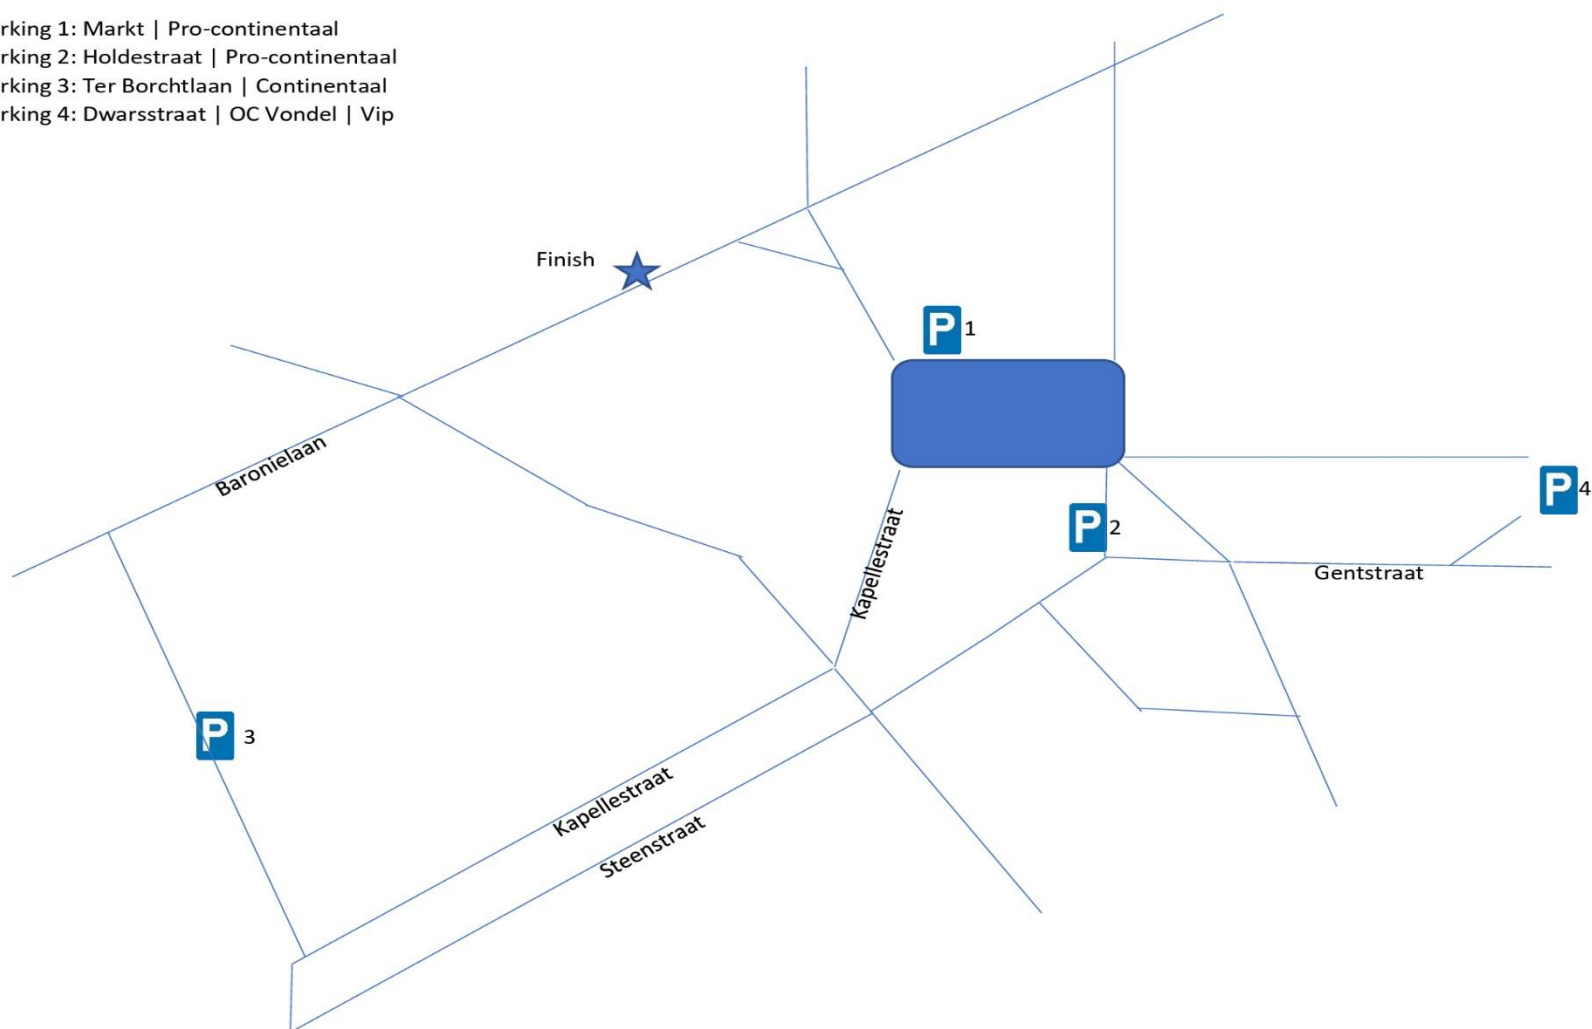 rking 1: Markt | Pro-continentaal
rking 2: Holdestraat | Pro-continentaal
rking 3: Ter Borchtlaan | Continentaal
rking 4: Dwarsstraat | OC Vondel | Vip
Finish
P 1
Baronielaan
P 4
P 2
Kapellestraat
Gentstraat
P 3
Kapellestraat
Steenstraat